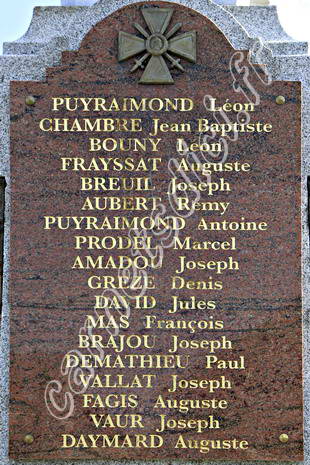 PUYRAIMOND Léon
CHAMBRE Jean Baptiste
BOUNY Léon
FRAYSSAT Auguste
BREUIL Joseph
AUBERT Rémy
PUYRAIMOND Antoine
PRODEL Marcel
AMADOU Joseph
GREZE Denis
DAVID Jules
MAS François
BRAJOU Joseph
DEMATHIEU Paul
VALLAT Joseph
FAGIS Auguste
VAUR Joseph
DAYMARD Auguste